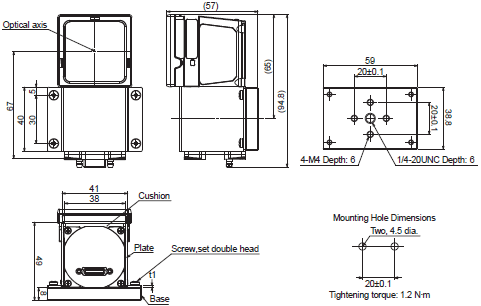 (57)
Optical axis
67
40
5
30
(65)
(94.8)
59
20±0.1
20±0.1
38.8
4-M4 Depth: 6
1/4-20UNC Depth: 6
41
38
Cushion
Plate
Screw,set double head
49
8
t1
Base
Mounting Hole Dimensions
Two, 4.5 dia.
20±0.1
Tightening torque: 1.2 N·m